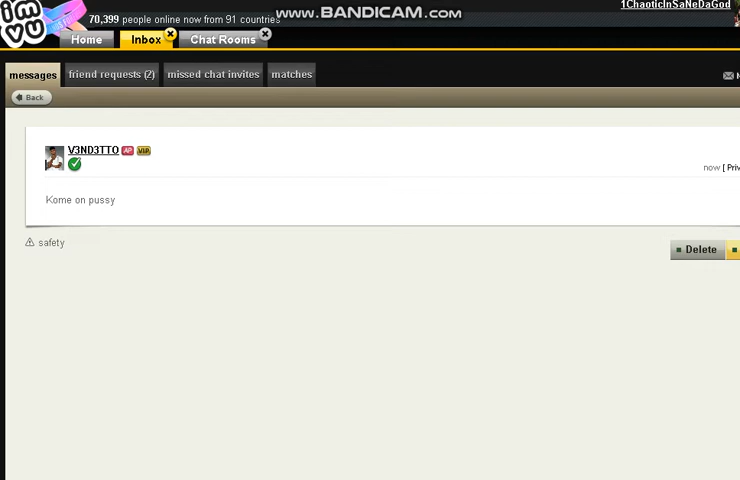 imvu
70,399 people online now from 91 countries
www.BANDICAM.com
1ChaoticInSaNeDaGod
Home Inbox Chat Rooms
messages friend requests (2) missed chat invites matches
Back
V3ND3TTO AP VIP
now [ Priv
Kome on pussy
safety
Delete